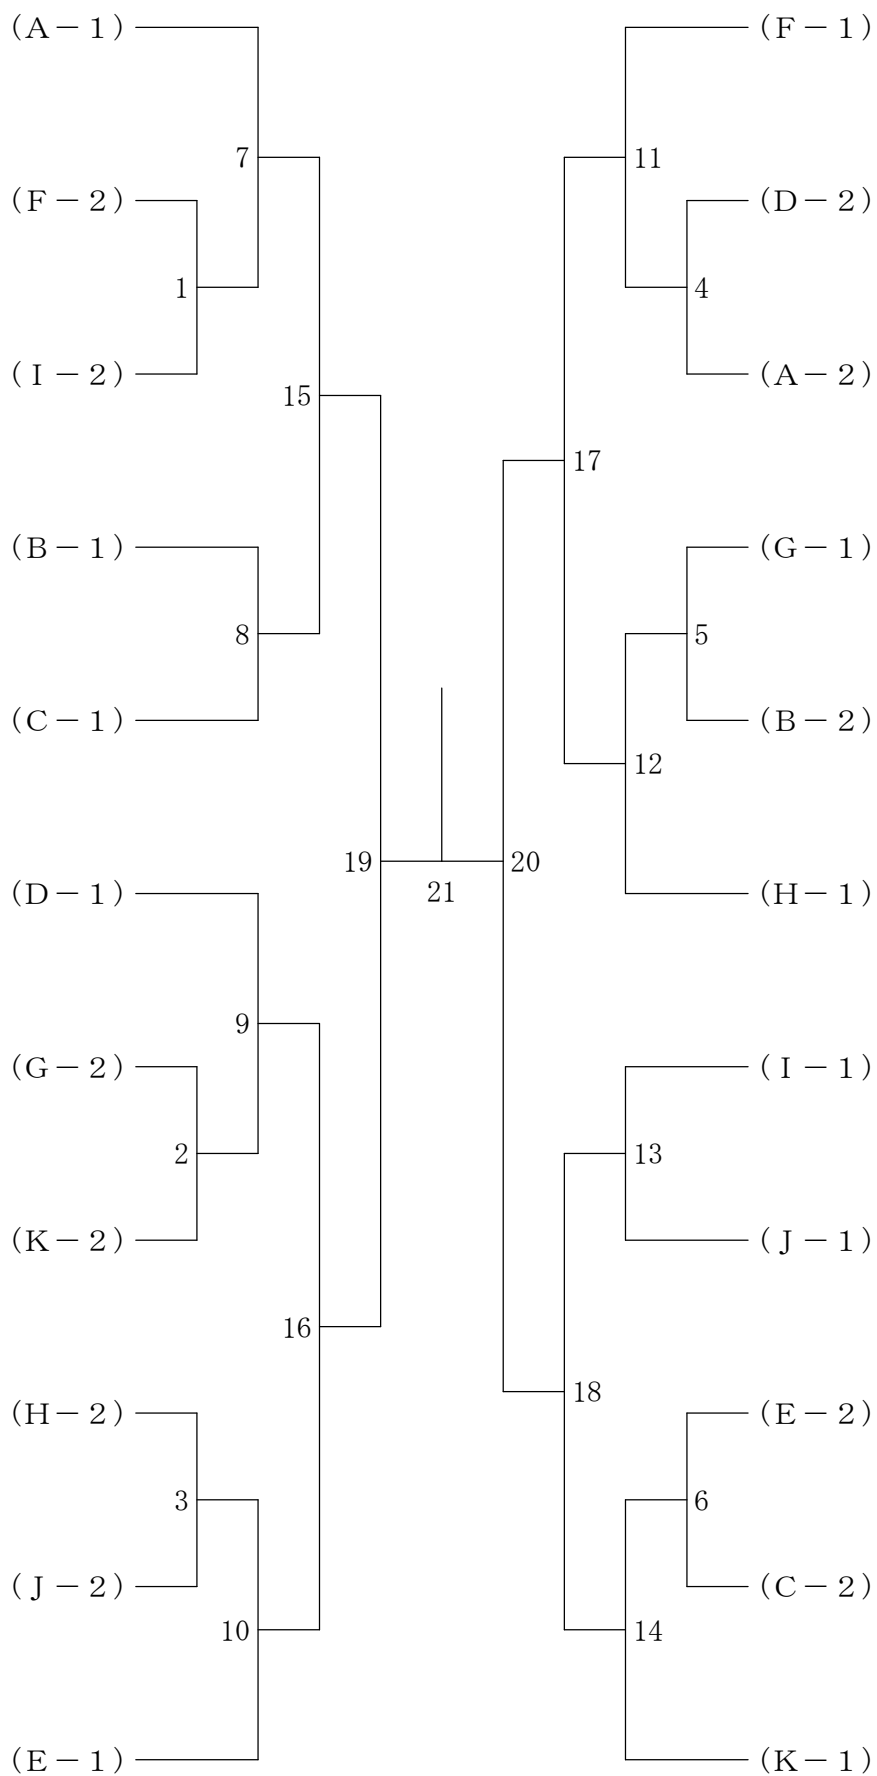 (A－1) (F－1)
7 11
(F－2) (D－2)
1 4
(I－2) (A－2)
15
17
(B－1) (G－1)
8 5
(C－1) (B－2)
12
19 20
21
(D－1) (H－1)
9
(G－2) (I－1)
2 13
(K－2) (J－1)
16
18
(H－2) (E－2)
3 6
(J－2) (C－2)
10 14
(E－1) (K－1)